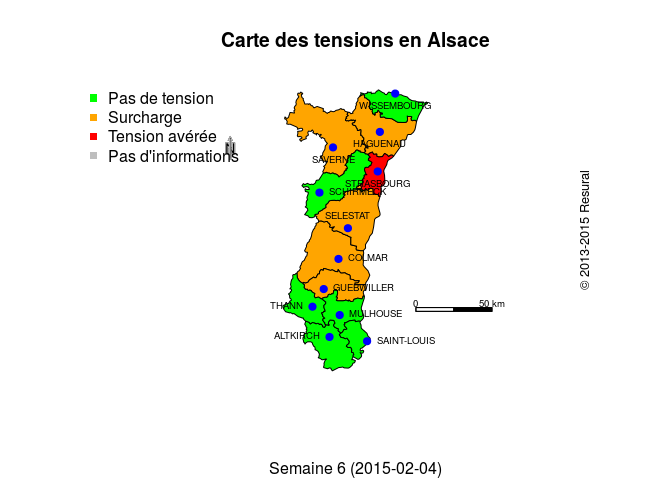 Carte des tensions en Alsace
Pas de tension
Surcharge
Tension avérée
Pas d'informations
WISSEMBOURG
HAGUENAU
SAVERNE
STRASBOURG
SCHIRMECK
SELESTAT
COLMAR
GUEBWILLER
THANN
MULHOUSE
ALTKIRCH
SAINT-LOUIS
0 50 km
© 2013-2015 Resural
Semaine 6 (2015-02-04)